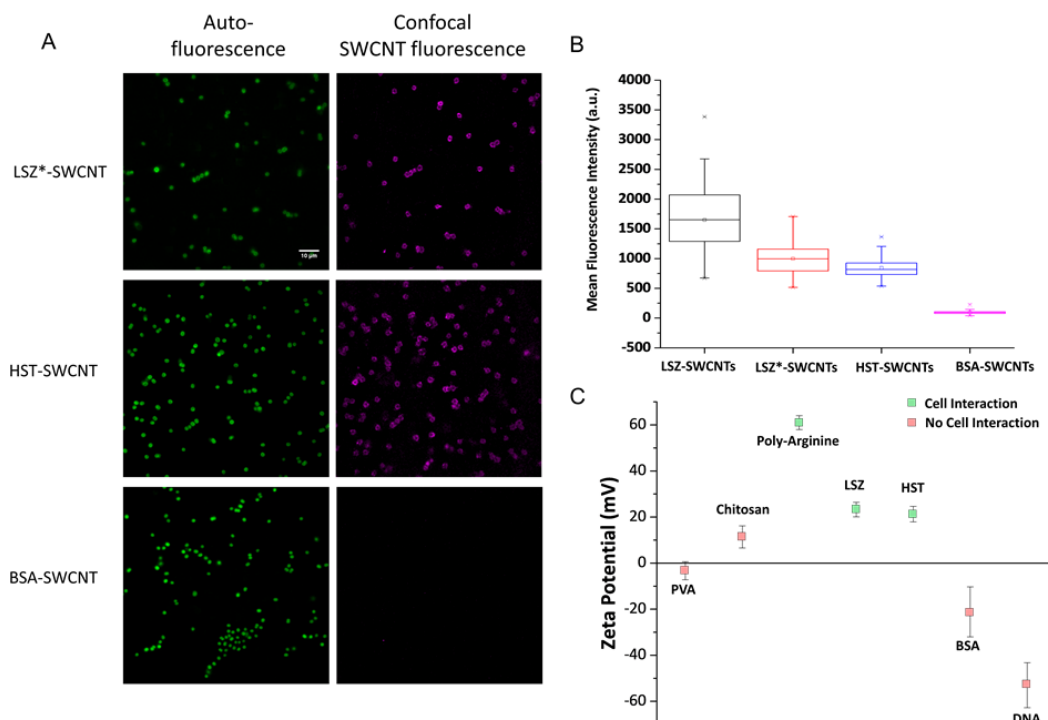 A
Auto-
fluorescence
Confocal
SWCNT fluorescence
LSZ*-SWCNT
10 μm
HST-SWCNT
BSA-SWCNT
B
Mean Fluorescence Intensity (a.u.)
4000
3500
3000
2500
2000
1500
1000
500
0
-500
LSZ-SWCNTs
LSZ*-SWCNTs
HST-SWCNTs
BSA-SWCNTs
C
Cell Interaction
No Cell Interaction
Zeta Potential (mV)
60
40
20
0
-20
-40
-60
Poly-Arginine
LSZ
HST
Chitosan
PVA
BSA
DNA